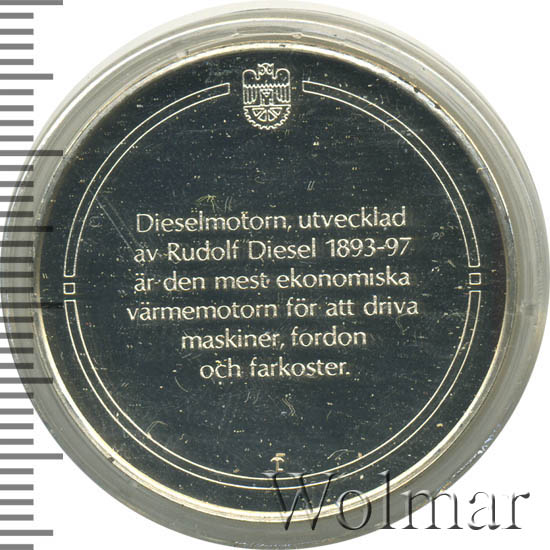 Dieselmotorn, utvecklad
av Rudolf Diesel 1893-97
är den mest ekonomiska
värmemotorn för att driva
maskiner, fordon
och farkoster.
Wolmar